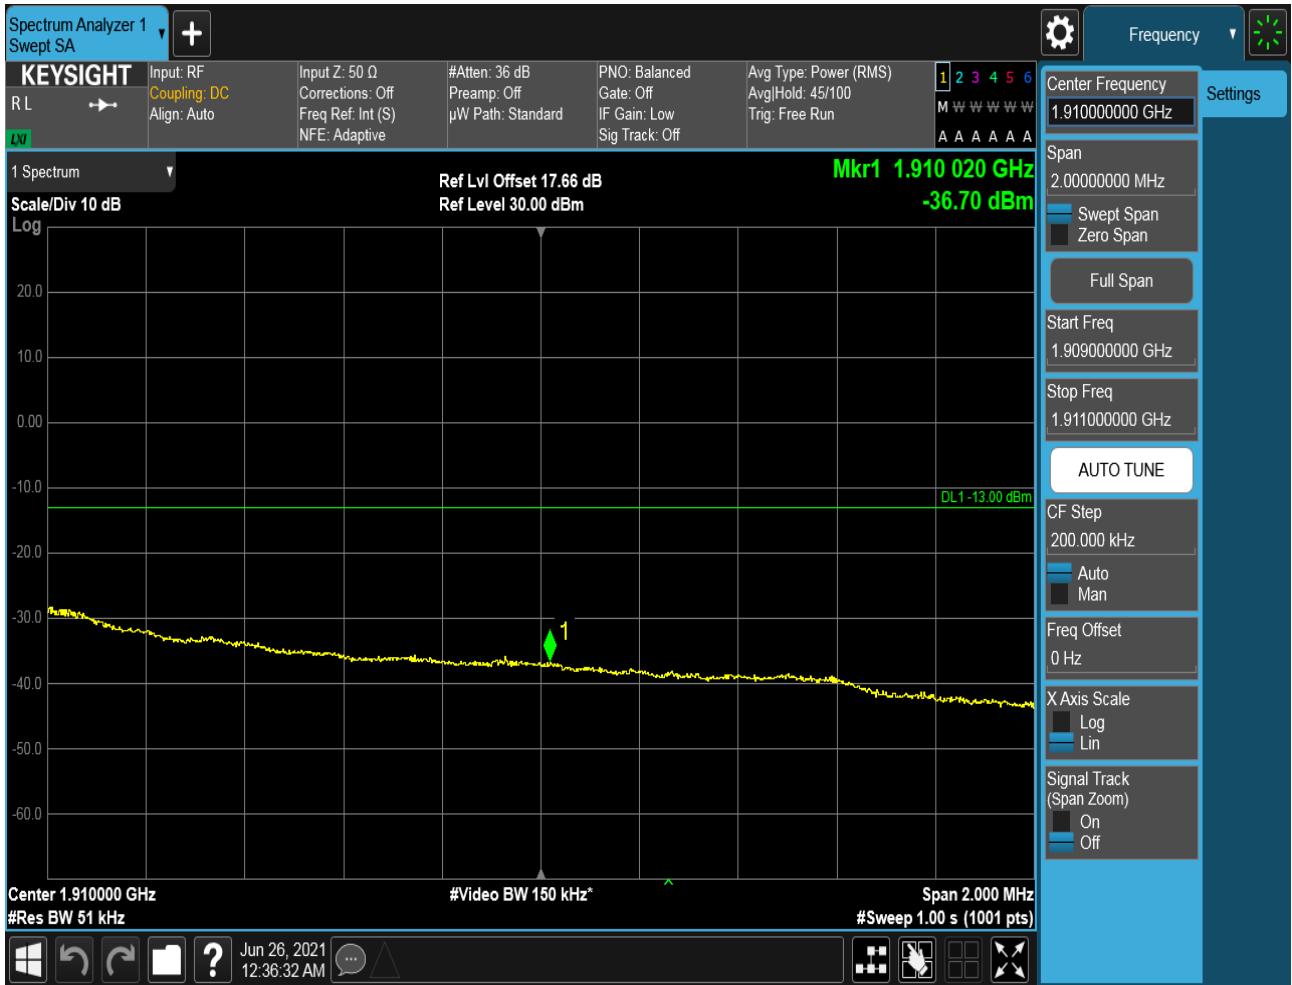 Spectrum Analyzer 1
Swept SA
Frequency
KEYSIGHT
R L
LXI
Input: RF
Coupling: DC
Align: Auto
Input Z: 50 Ω
Corrections: Off
Freq Ref: Int (S)
NFE: Adaptive
#Atten: 36 dB
Preamp: Off
µW Path: Standard
PNO: Balanced
Gate: Off
IF Gain: Low
Sig Track: Off
Avg Type: Power (RMS)
Avg|Hold: 45/100
Trig: Free Run
1 2 3 4 5 6
M W W W W W
A A A A A A
Center Frequency
1.910000000 GHz
Settings
1 Spectrum
Scale/Div 10 dB
Log
Ref Lvl Offset 17.66 dB
Ref Level 30.00 dBm
Mkr1 1.910 020 GHz
-36.70 dBm
20.0
10.0
0.00
-10.0
-20.0
-30.0
-40.0
-50.0
-60.0
DL1 -13.00 dBm
1
Center 1.910000 GHz
#Res BW 51 kHz
#Video BW 150 kHz*
Span 2.000 MHz
#Sweep 1.00 s (1001 pts)
Span
2.00000000 MHz
Swept Span
Zero Span
Full Span
Start Freq
1.909000000 GHz
Stop Freq
1.911000000 GHz
AUTO TUNE
CF Step
200.000 kHz
Auto
Man
Freq Offset
0 Hz
X Axis Scale
Log
Lin
Signal Track
(Span Zoom)
On
Off
?
Jun 26, 2021
12:36:32 AM